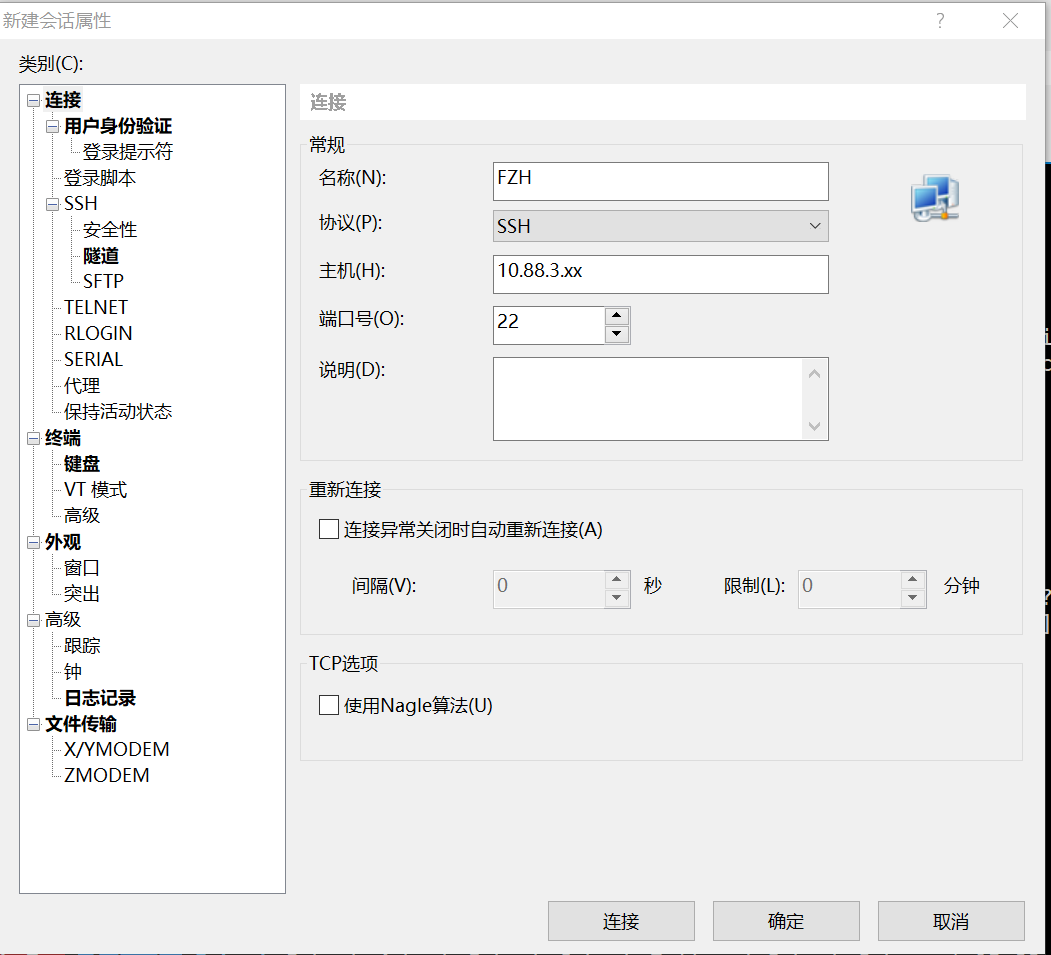 新建会话属性
类别(C):
连接
用户身份验证
登录提示符
登录脚本
SSH
安全性
隧道
SFTP
TELNET
RLOGIN
SERIAL
代理
保持活动状态
终端
键盘
VT 模式
高级
外观
窗口
突出
高级
跟踪
钟
日志记录
文件传输
X/YMODEM
ZMODEM
连接
常规
名称(N): FZH
协议(P): SSH
主机(H): 10.88.3.xx
端口号(O): 22
说明(D):
重新连接
连接异常关闭时自动重新连接(A)
间隔(V): 0 秒 限制(L): 0 分钟
TCP选项
使用Nagle算法(U)
连接 确定 取消